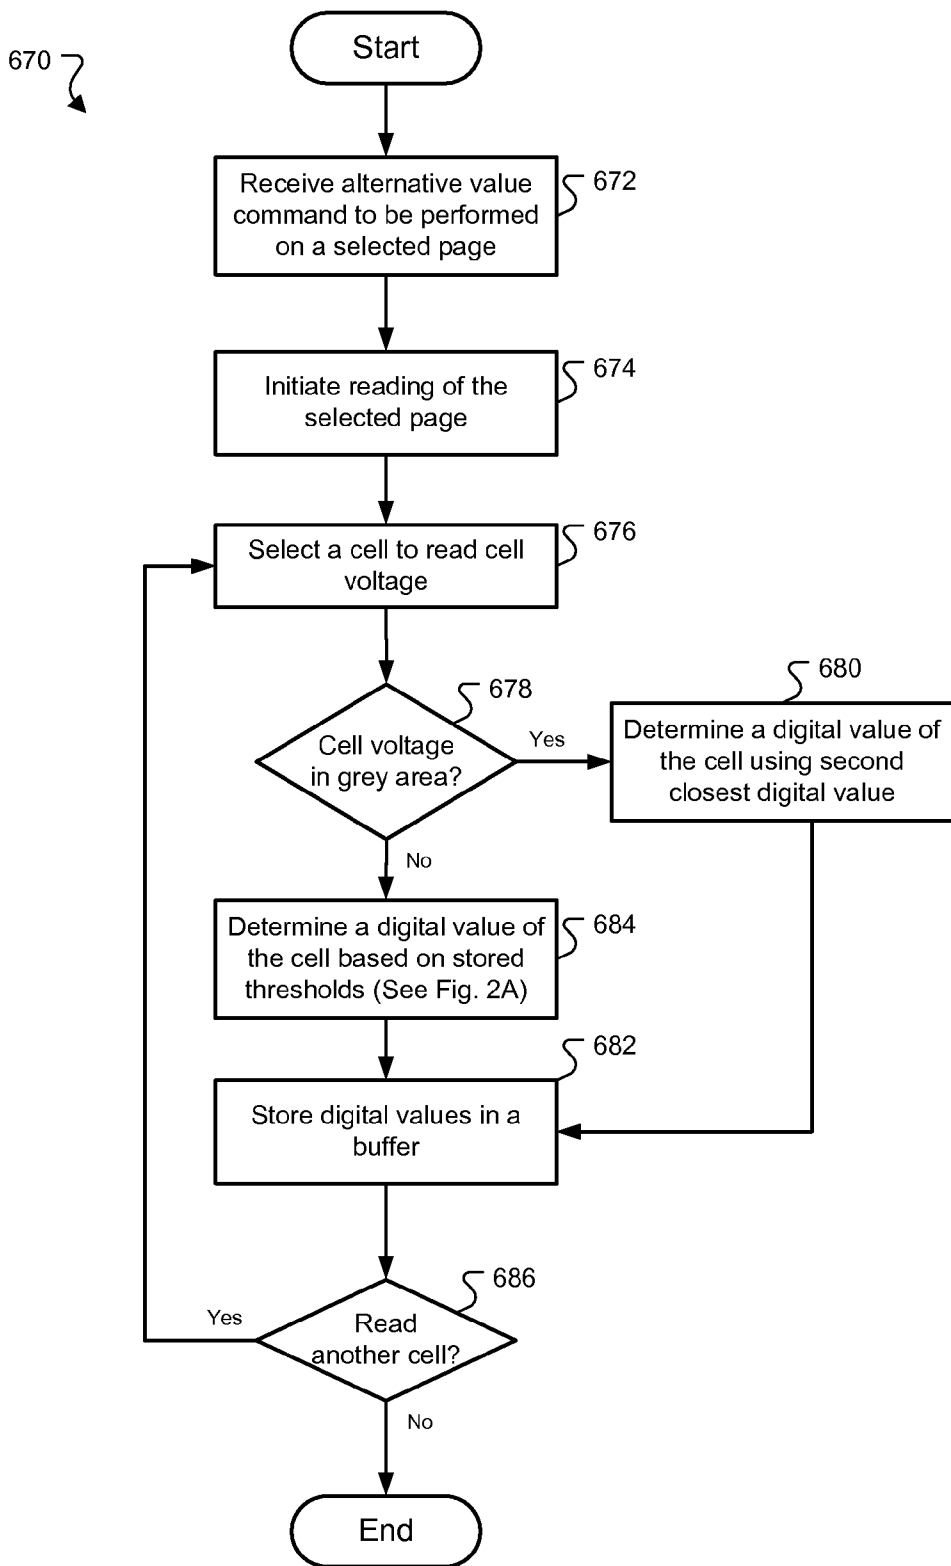 Start
670
Receive alternative value
command to be performed
on a selected page
672
Initiate reading of the
selected page
674
Select a cell to read cell
voltage
676
Cell voltage
in grey area?
678
Yes
Determine a digital value of
the cell using second
closest digital value
680
No
Determine a digital value of
the cell based on stored
thresholds (See Fig. 2A)
684
Store digital values in a
buffer
682
Read
another cell?
686
Yes
No
End